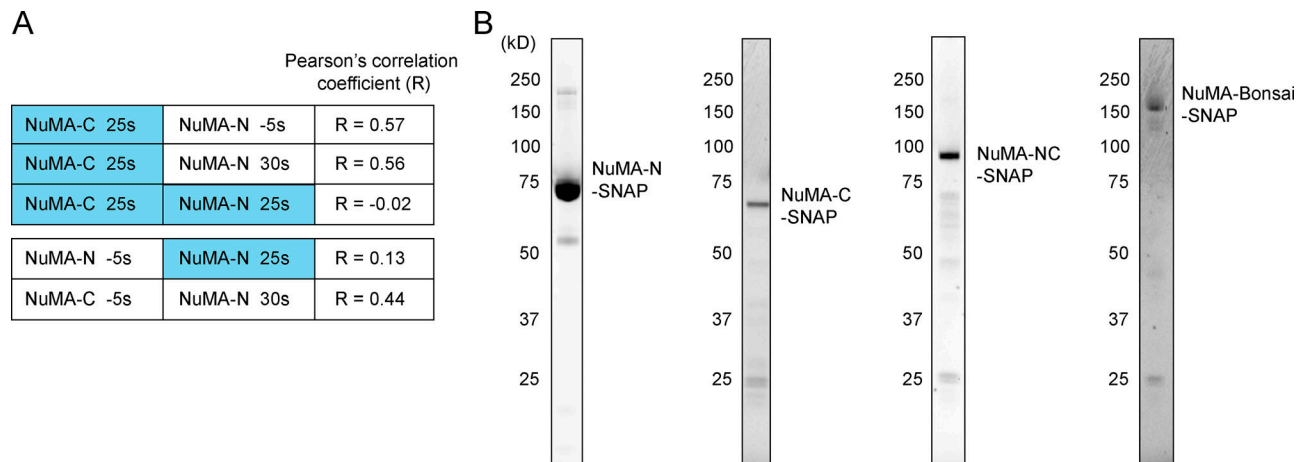 A
Pearson's correlation
coefficient (R)
NuMA-C 25s NuMA-N -5s R = 0.57
NuMA-C 25s NuMA-N 30s R = 0.56
NuMA-C 25s NuMA-N 25s R = -0.02
NuMA-N -5s NuMA-N 25s R = 0.13
NuMA-C -5s NuMA-N 30s R = 0.44
B
(kD)
250
150
100
75
50
37
25
NuMA-N
-SNAP
250
150
100
75
50
37
25
NuMA-C
-SNAP
250
150
100
75
50
37
25
NuMA-NC
-SNAP
250
150
100
75
50
37
25
NuMA-Bonsai
-SNAP